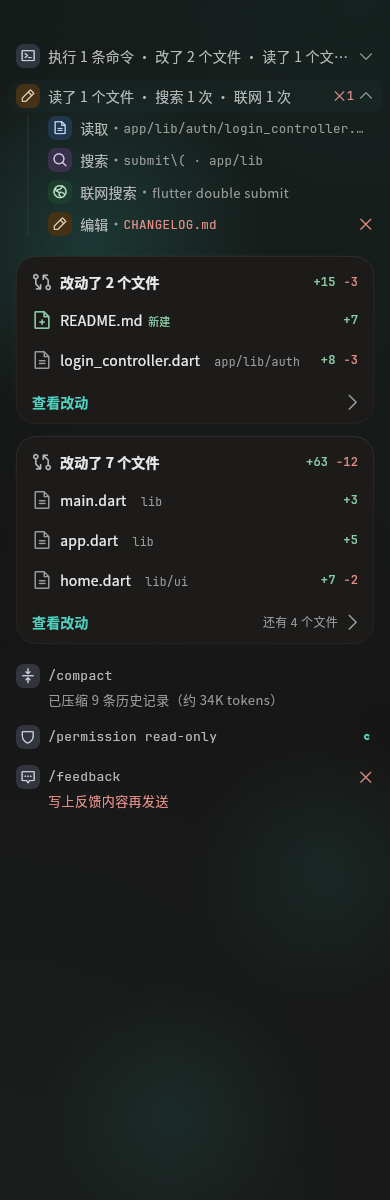 执行 1 条命令 · 改了 2 个文件 · 读了 1 个文…
读了 1 个文件 · 搜索 1 次 · 联网 1 次 ×1
读取 · app/lib/auth/login_controller.…
搜索 · submit\( · app/lib
联网搜索 · flutter double submit
编辑 · CHANGELOG.md
改动了 2 个文件 +15 -3
README.md 新建 +7
login_controller.dart app/lib/auth +8 -3
查看改动
改动了 7 个文件 +63 -12
main.dart lib +3
app.dart lib +5
home.dart lib/ui +7 -2
查看改动 还有 4 个文件
/compact
已压缩 9 条历史记录（约 34K tokens）
/permission read-only
/feedback
写上反馈内容再发送